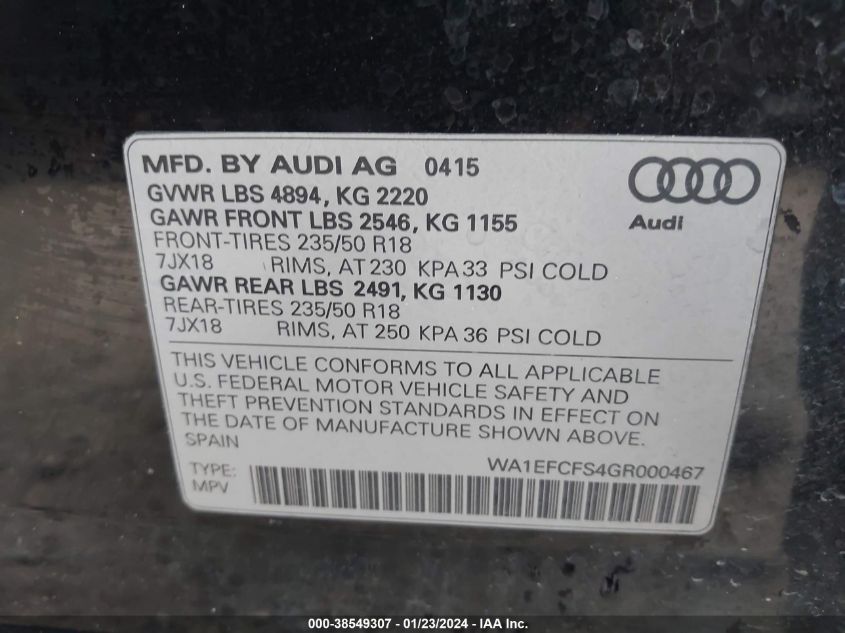 MFD. BY AUDI AG 0415
GVWR LBS 4894, KG 2220
GAWR FRONT LBS 2546, KG 1155
FRONT-TIRES 235/50 R18
7JX18 RIMS, AT 230 KPA 33 PSI COLD
GAWR REAR LBS 2491, KG 1130
REAR-TIRES 235/50 R18
7JX18 RIMS, AT 250 KPA 36 PSI COLD
Audi
THIS VEHICLE CONFORMS TO ALL APPLICABLE
U.S. FEDERAL MOTOR VEHICLE SAFETY AND
THEFT PREVENTION STANDARDS IN EFFECT ON
THE DATE OF MANUFACTURE SHOWN ABOVE.
SPAIN
WA1EFCFS4GR000467
TYPE:
MPV
000-38549307 - 01/23/2024 - IAA Inc.